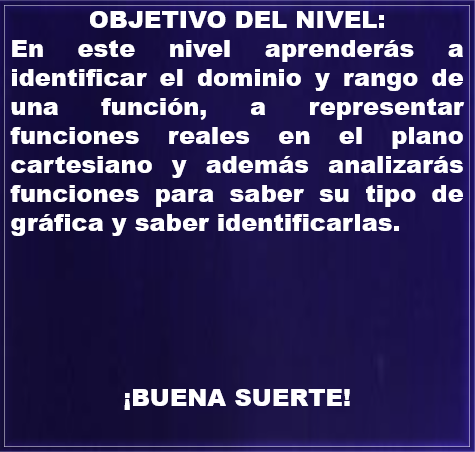 OBJETIVO DEL NIVEL:
En este nivel aprenderás a
identificar el dominio y rango de
una función, a representar
funciones reales en el plano
cartesiano y además analizarás
funciones para saber su tipo de
gráfica y saber identificarlas.
¡BUENA SUERTE!